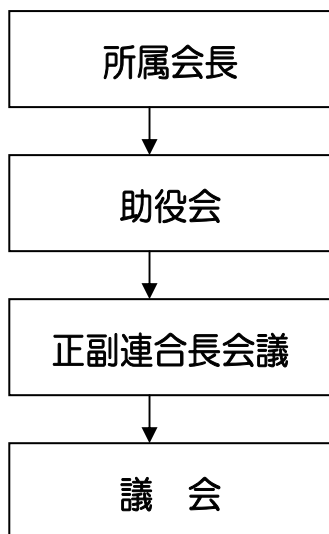 所属会長
助役会
正副連合長会議
議　会